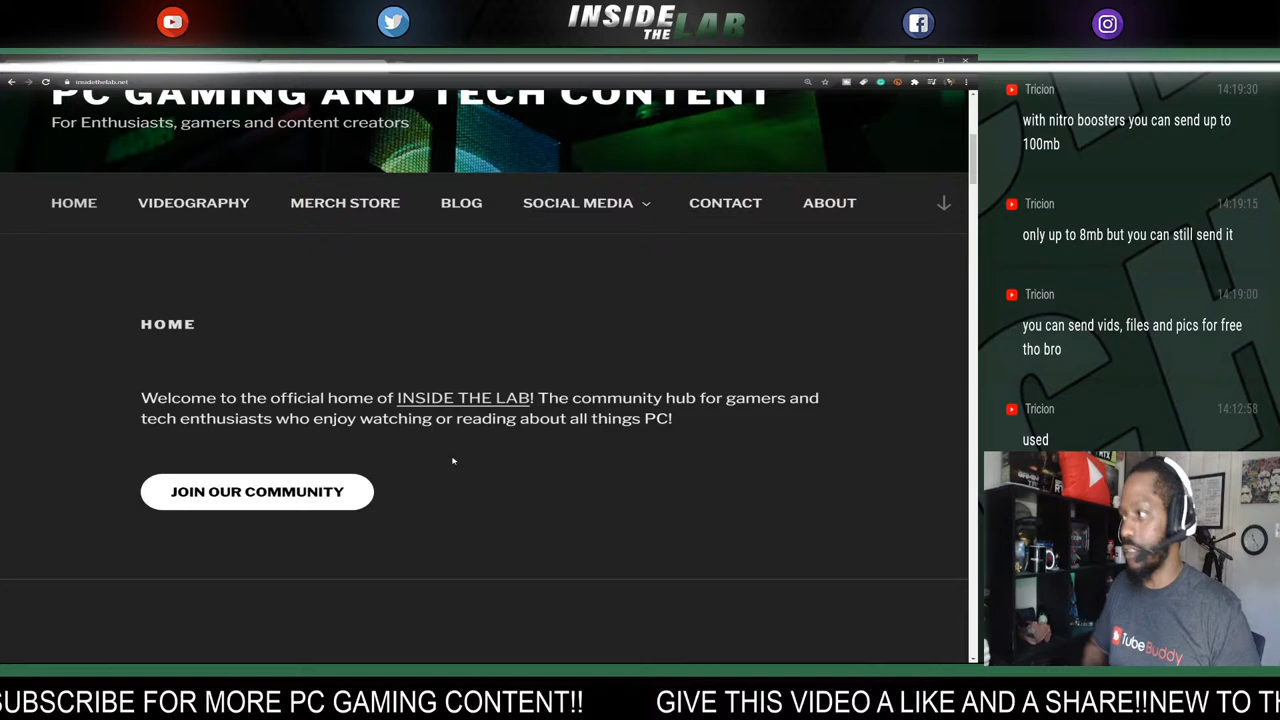 INSIDE
THE LAB
insidethelab.net
PC GAMING AND TECH CONTENT
For Enthusiasts, gamers and content creators
HOME VIDEOGRAPHY MERCH STORE BLOG SOCIAL MEDIA CONTACT ABOUT
HOME
Welcome to the official home of INSIDE THE LAB! The community hub for gamers and
tech enthusiasts who enjoy watching or reading about all things PC!
JOIN OUR COMMUNITY
Tricion 14:19:30
with nitro boosters you can send up to
100mb
Tricion 14:19:15
only up to 8mb but you can still send it
Tricion 14:19:00
you can send vids, files and pics for free
tho bro
Tricion 14:12:58
used
TubeBuddy
SUBSCRIBE FOR MORE PC GAMING CONTENT!! GIVE THIS VIDEO A LIKE AND A SHARE!!NEW TO TH